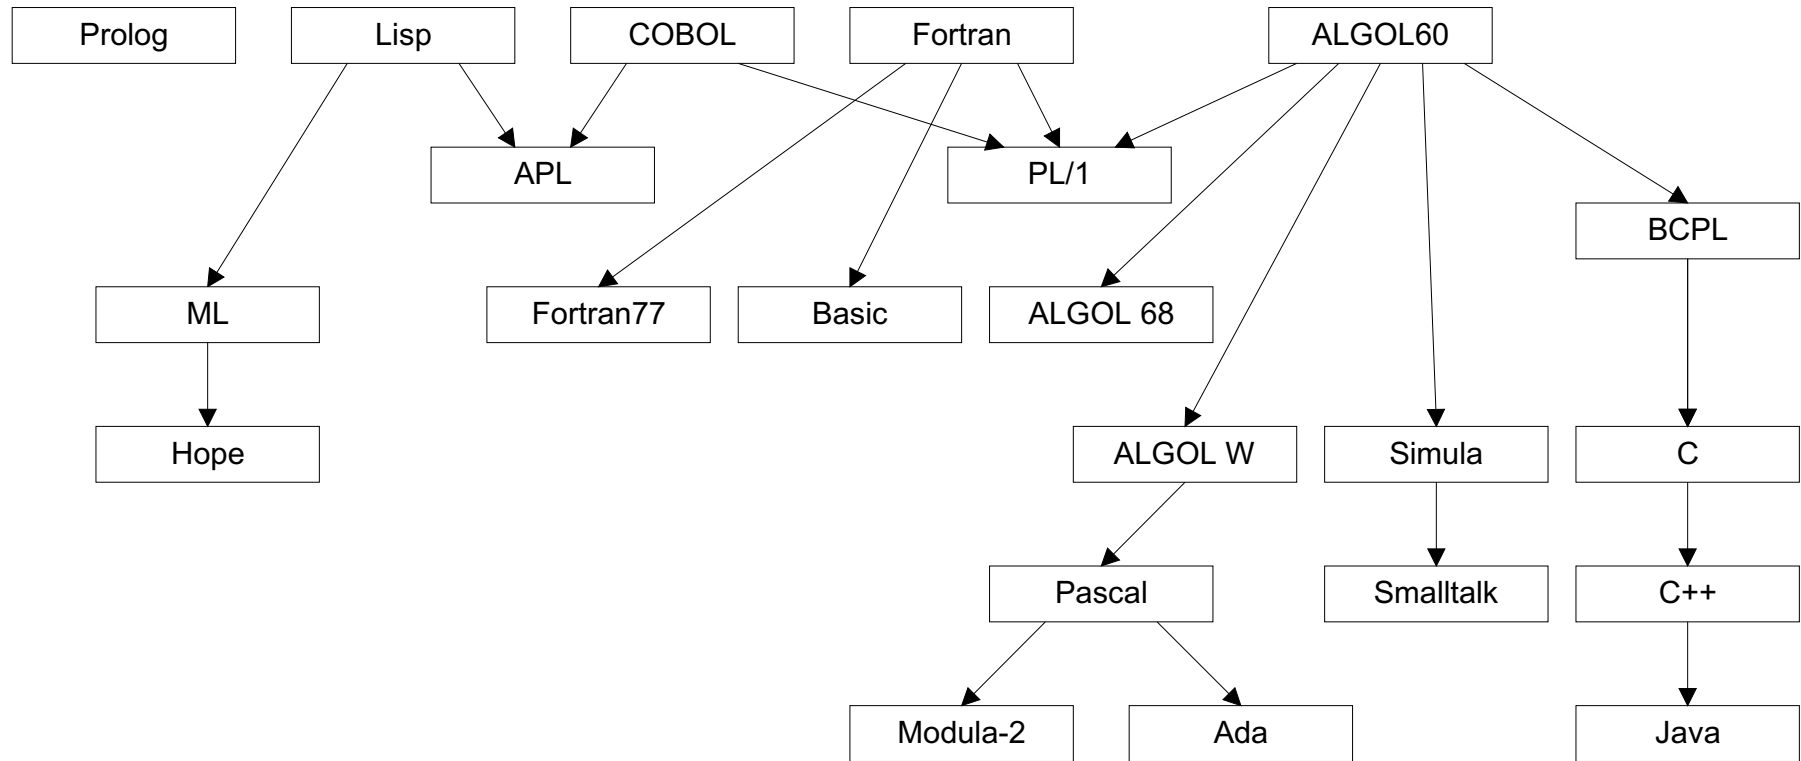 Prolog
Lisp
COBOL
Fortran
ALGOL60
APL
PL/1
BCPL
ML
Fortran77
Basic
ALGOL 68
Hope
ALGOL W
Simula
C
Pascal
Smalltalk
C++
Modula-2
Ada
Java